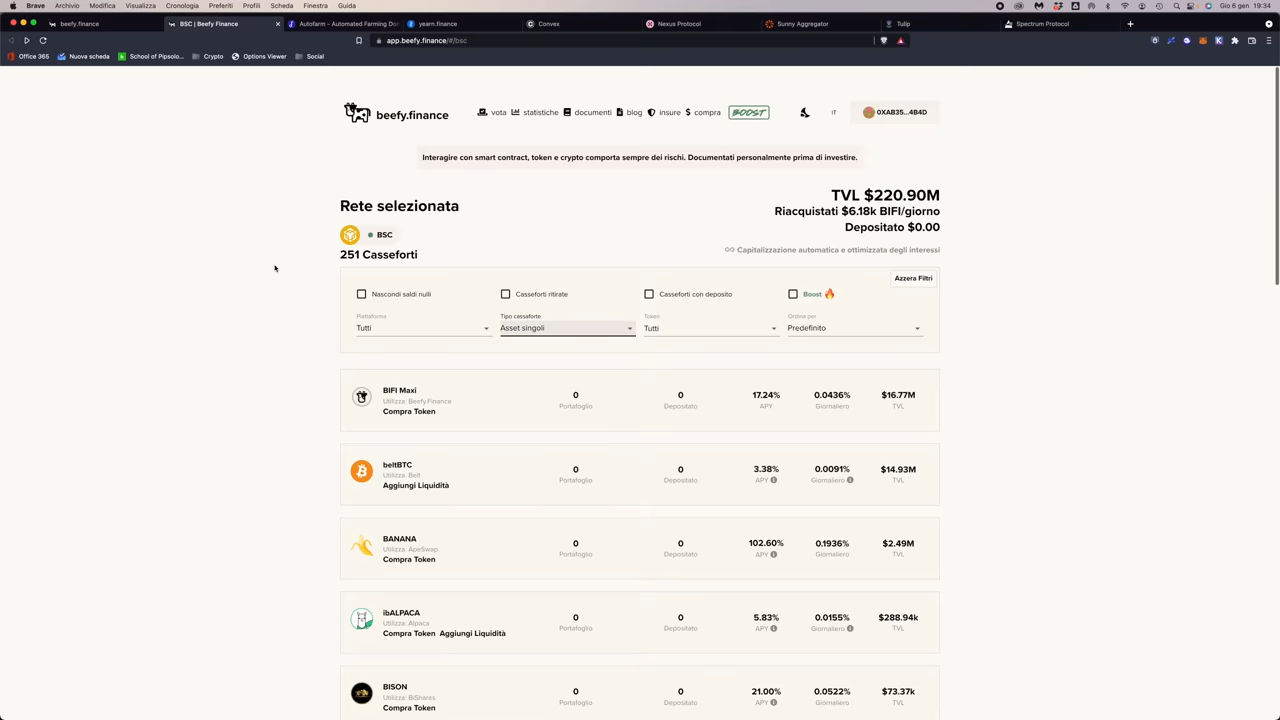 Brave Archivio Modifica Visualizza Cronologia Preferiti Profili Scheda Finestra Guida Gio 6 gen 19:34
beefy.finance BSC | Beefy Finance Autofarm - Automated Farming Do yearn.finance Convex Nexus Protocol Sunny Aggregator Tulip Spectrum Protocol
app.beefy.finance/#/bsc
Office 365 Nuova scheda School of Pipsolo... Crypto Options Viewer Social
beefy.finance vota statistiche documenti blog insure compra BOOST IT 0XAB35...4B4D
Interagire con smart contract, token e crypto comporta sempre dei rischi. Documentati personalmente prima di investire.
TVL $220.90M
Rete selezionata
Riacquistati $6.18k BIFI/giorno
Depositato $0.00
BSC
Capitalizzazione automatica e ottimizzata degli interessi
251 Casseforti
Azzera Filtri
Nascondi saldi nulli Casseforti ritirate Casseforti con deposito Boost 🔥
Piattaforma Tipo cassaforte Token Ordina per
Tutti Asset singoli Tutti Predefinito
BIFI Maxi
Utilizza: Beefy.Finance
Compra Token
0 0 17.24% 0.0436% $16.77M
Portafoglio Depositato APY Giornaliero TVL
beltBTC
Utilizza: Belt
Aggiungi Liquidità
0 0 3.38% 0.0091% $14.93M
Portafoglio Depositato APY Giornaliero TVL
BANANA
Utilizza: ApeSwap
Compra Token
0 0 102.60% 0.1936% $2.49M
Portafoglio Depositato APY Giornaliero TVL
ibALPACA
Utilizza: Alpaca
Compra Token Aggiungi Liquidità
0 0 5.83% 0.0155% $288.94k
Portafoglio Depositato APY Giornaliero TVL
BISON
Utilizza: BiShares
Compra Token
0 0 21.00% 0.0522% $73.37k
Portafoglio Depositato APY Giornaliero TVL